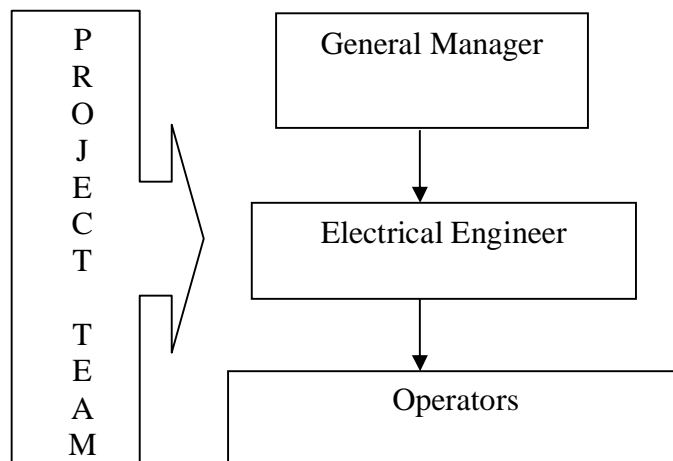 P
R
O
J
E
C
T
T
E
A
M
General Manager
Electrical Engineer
Operators